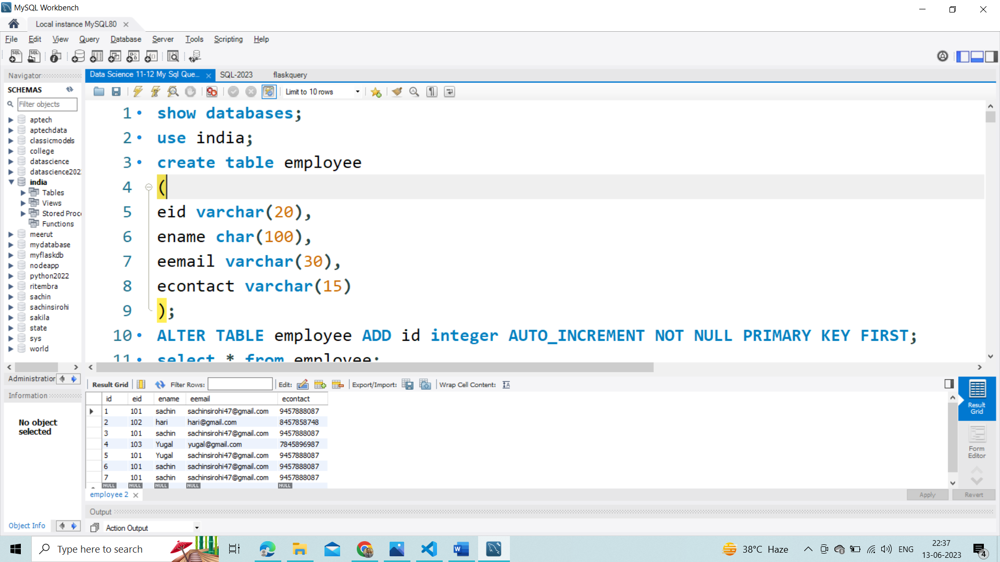 MySQL Workbench
Local instance MySQL80
File Edit View Query Database Server Tools Scripting Help
Navigator
SCHEMAS
Filter objects
aptech
aptechdata
classicmodels
college
datascience
datascience202
india
Tables
Views
Stored Proc
Functions
meerut
mydatabase
myflaskdb
nodeapp
python2022
ritembra
sachin
sachinsirohi
sakila
state
sys
world
Administration
Information
No object
selected
Object Info
Data Science 11-12 My Sql Que... SQL-2023 flaskquery
Limit to 10 rows
1 show databases;
2 use india;
3 create table employee
4 (
5 eid varchar(20),
6 ename char(100),
7 eemail varchar(30),
8 econtact varchar(15)
9 );
10 ALTER TABLE employee ADD id integer AUTO_INCREMENT NOT NULL PRIMARY KEY FIRST;
11 select * from employee;
Result Grid Filter Rows: Edit: Export/Import: Wrap Cell Content:
id eid ename eemail econtact
1 101 sachin sachinsirohi47@gmail.com 9457888087
2 102 hari hari@gmail.com 8457858748
3 101 sachin sachinsirohi47@gmail.com 9457888087
4 103 Yugal yugal@gmail.com 7845896987
5 101 Yugal sachinsirohi47@gmail.com 9457888087
6 101 sachin sachinsirohi47@gmail.com 9457888087
7 101 sachin sachinsirohi47@gmail.com 9457888087
NULL NULL NULL NULL NULL
Result
Grid
Form
Editor
employee 2
Apply Revert
Output
Action Output
Type here to search
38°C Haze
ENG
22:37
13-06-2023
4